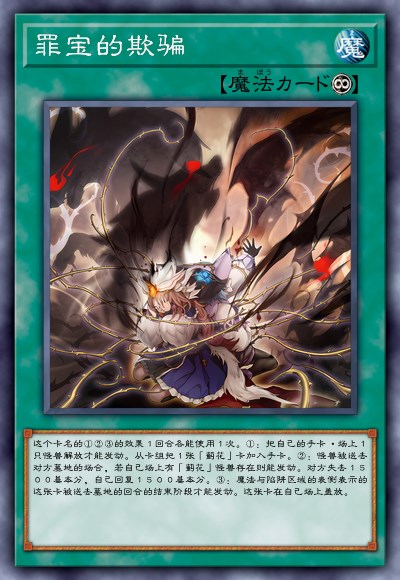 罪宝的欺骗
魔
【魔法カード】
ま ほう
这个卡名的①②③的效果1回合各能使用1次。①：把自己的手卡·场上1
只怪兽解放才能发动。从卡组把1张「蓟花」卡加入手卡。②：怪兽被送去
对方墓地的场合，若自己场上有「蓟花」怪兽存在则能发动。对方失去1５
００基本分，自己回复1５００基本分。③：魔法与陷阱区域的表侧表示的
这张卡被送去墓地的回合的结束阶段才能发动。这张卡在自己场上盖放。